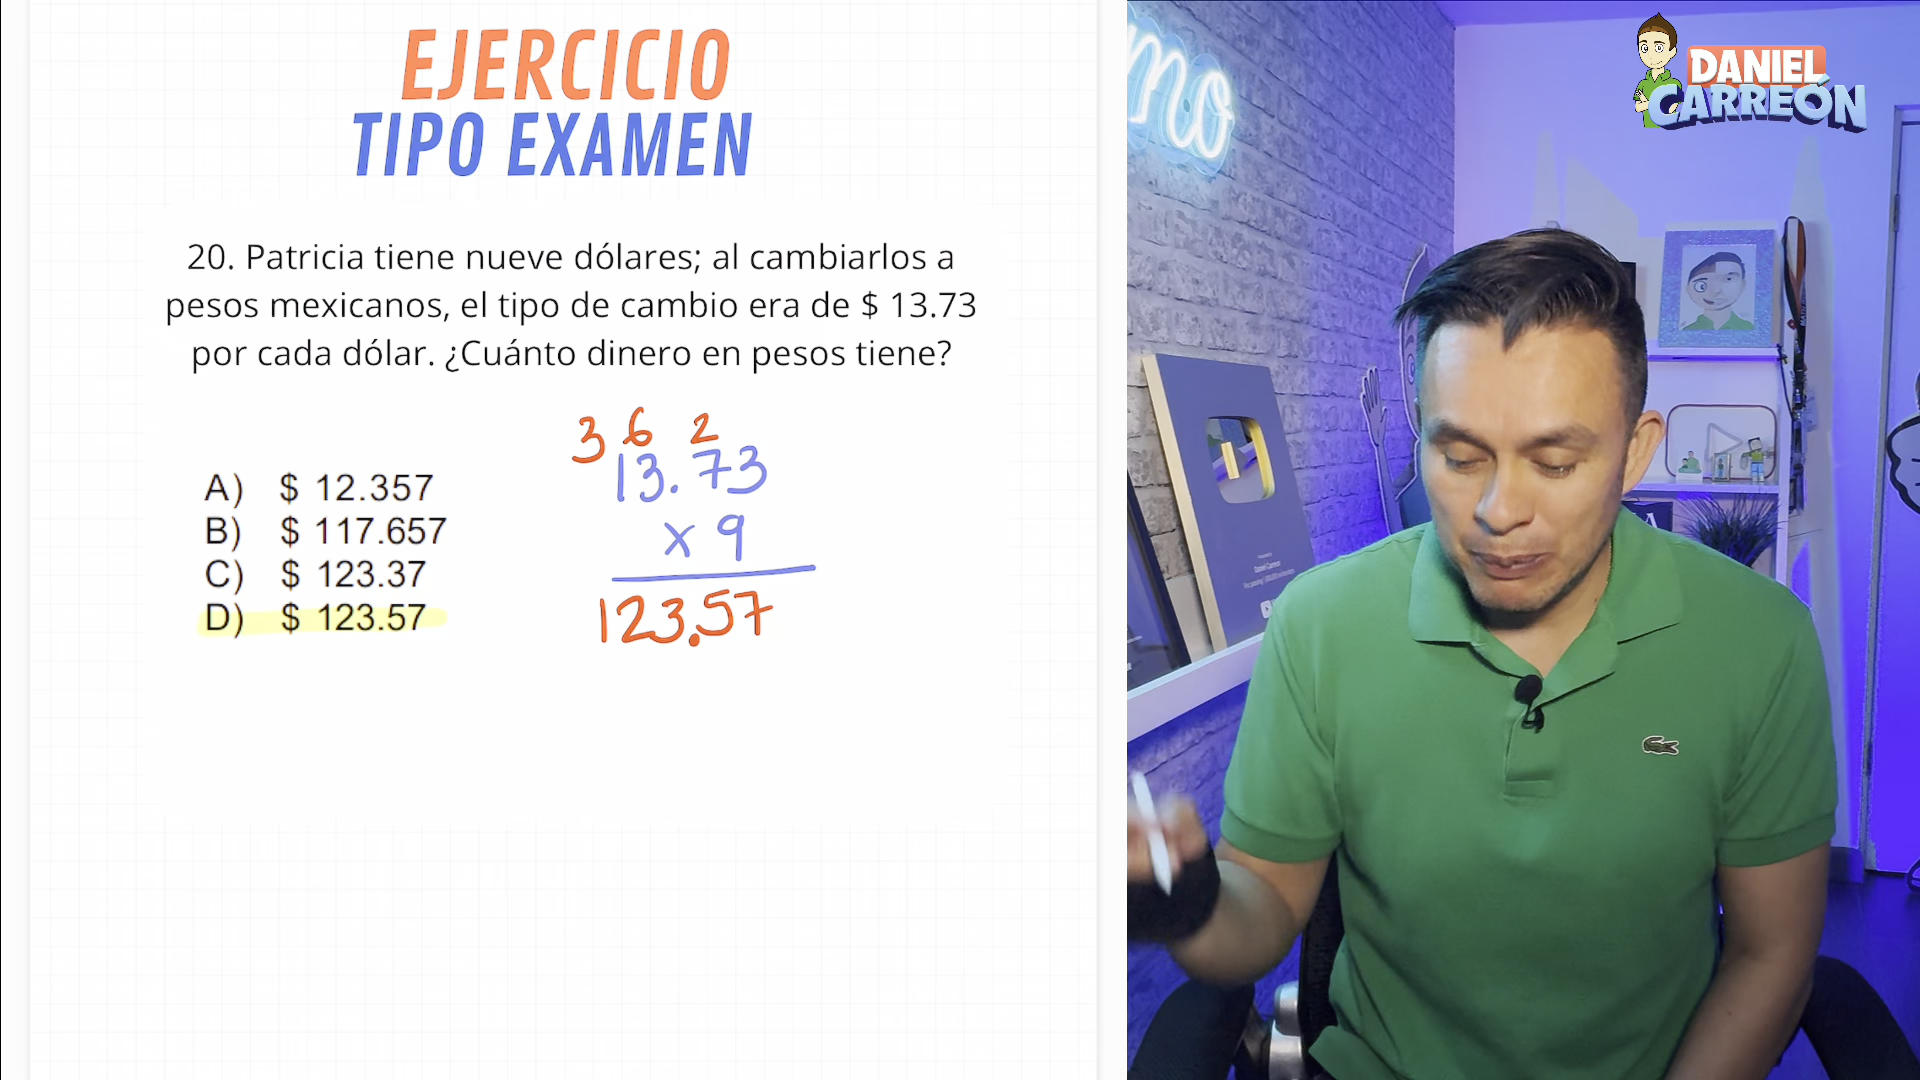 EJERCICIO
TIPO EXAMEN
20. Patricia tiene nueve dólares; al cambiarlos a
pesos mexicanos, el tipo de cambio era de $ 13.73
por cada dólar. ¿Cuánto dinero en pesos tiene?
A) $ 12.357
B) $ 117.657
C) $ 123.37
D) $ 123.57
3 6 2
13.73
x 9
123.57
no
DANIEL
CARREÓN